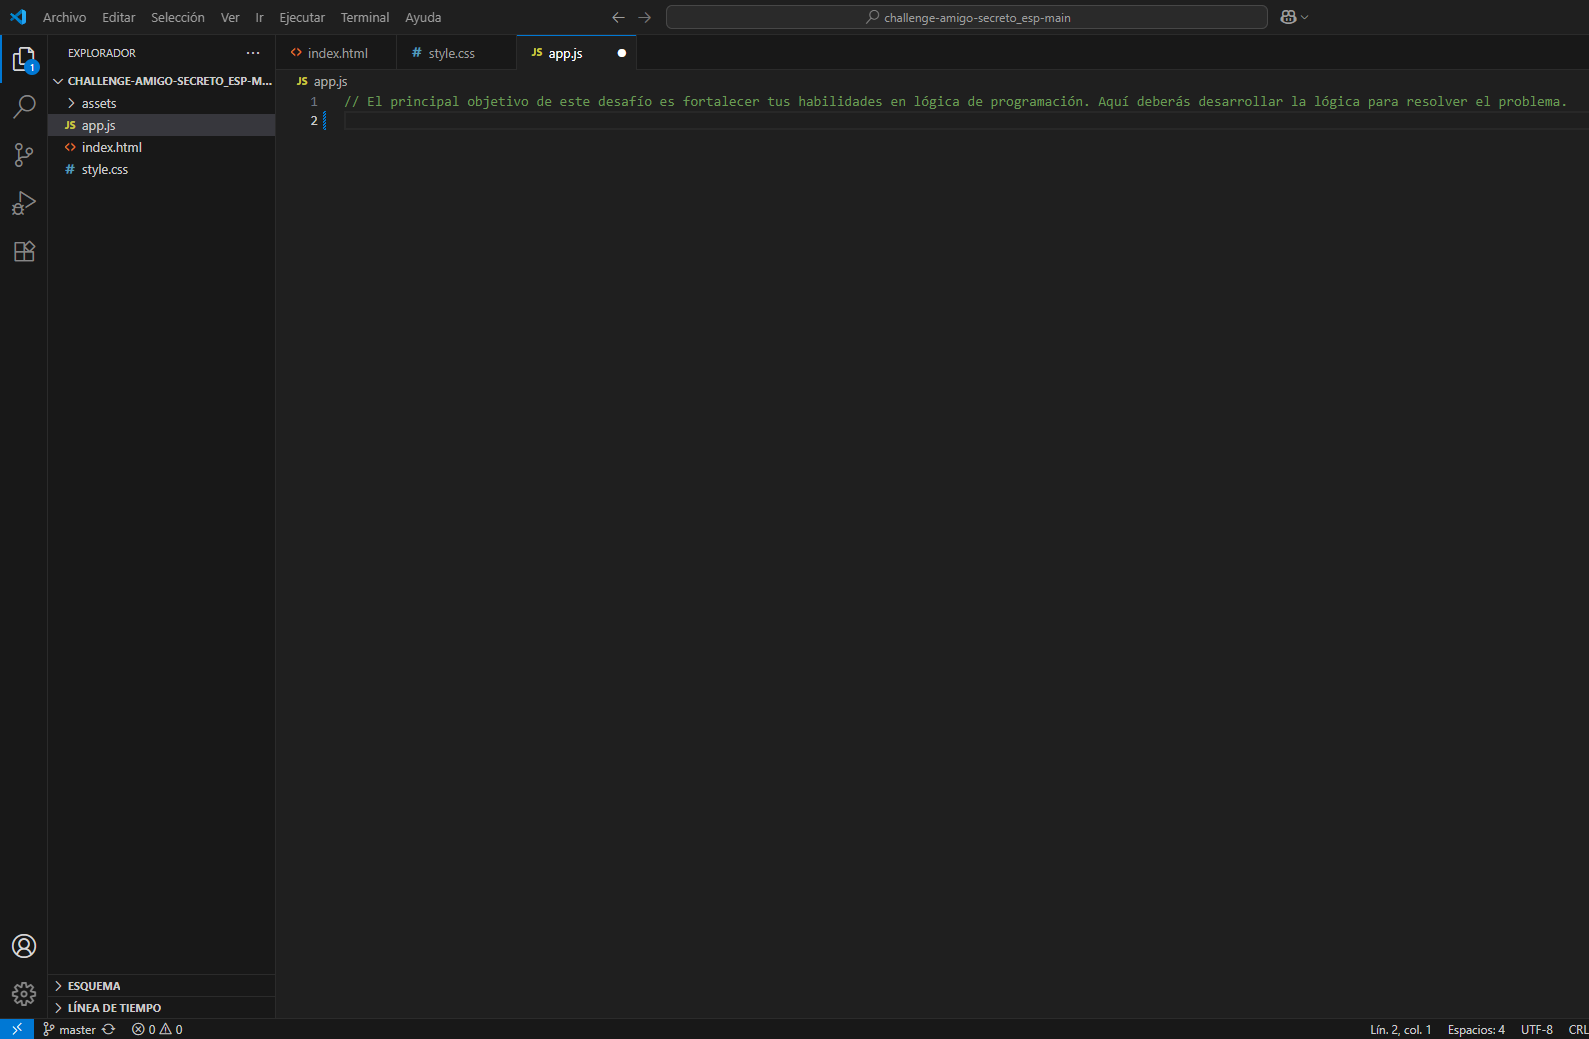 Archivo Editar Selección Ver Ir Ejecutar Terminal Ayuda
challenge-amigo-secreto_esp-main
EXPLORADOR
index.html
# style.css
JS app.js
1
CHALLENGE-AMIGO-SECRETO_ESP-M...
assets
JS app.js
index.html
# style.css
JS app.js
1 // El principal objetivo de este desafío es fortalecer tus habilidades en lógica de programación. Aquí deberás desarrollar la lógica para resolver el problema.
2
ESQUEMA
LÍNEA DE TIEMPO
master 0 0
Lín. 2, col. 1 Espacios: 4 UTF-8 CRL